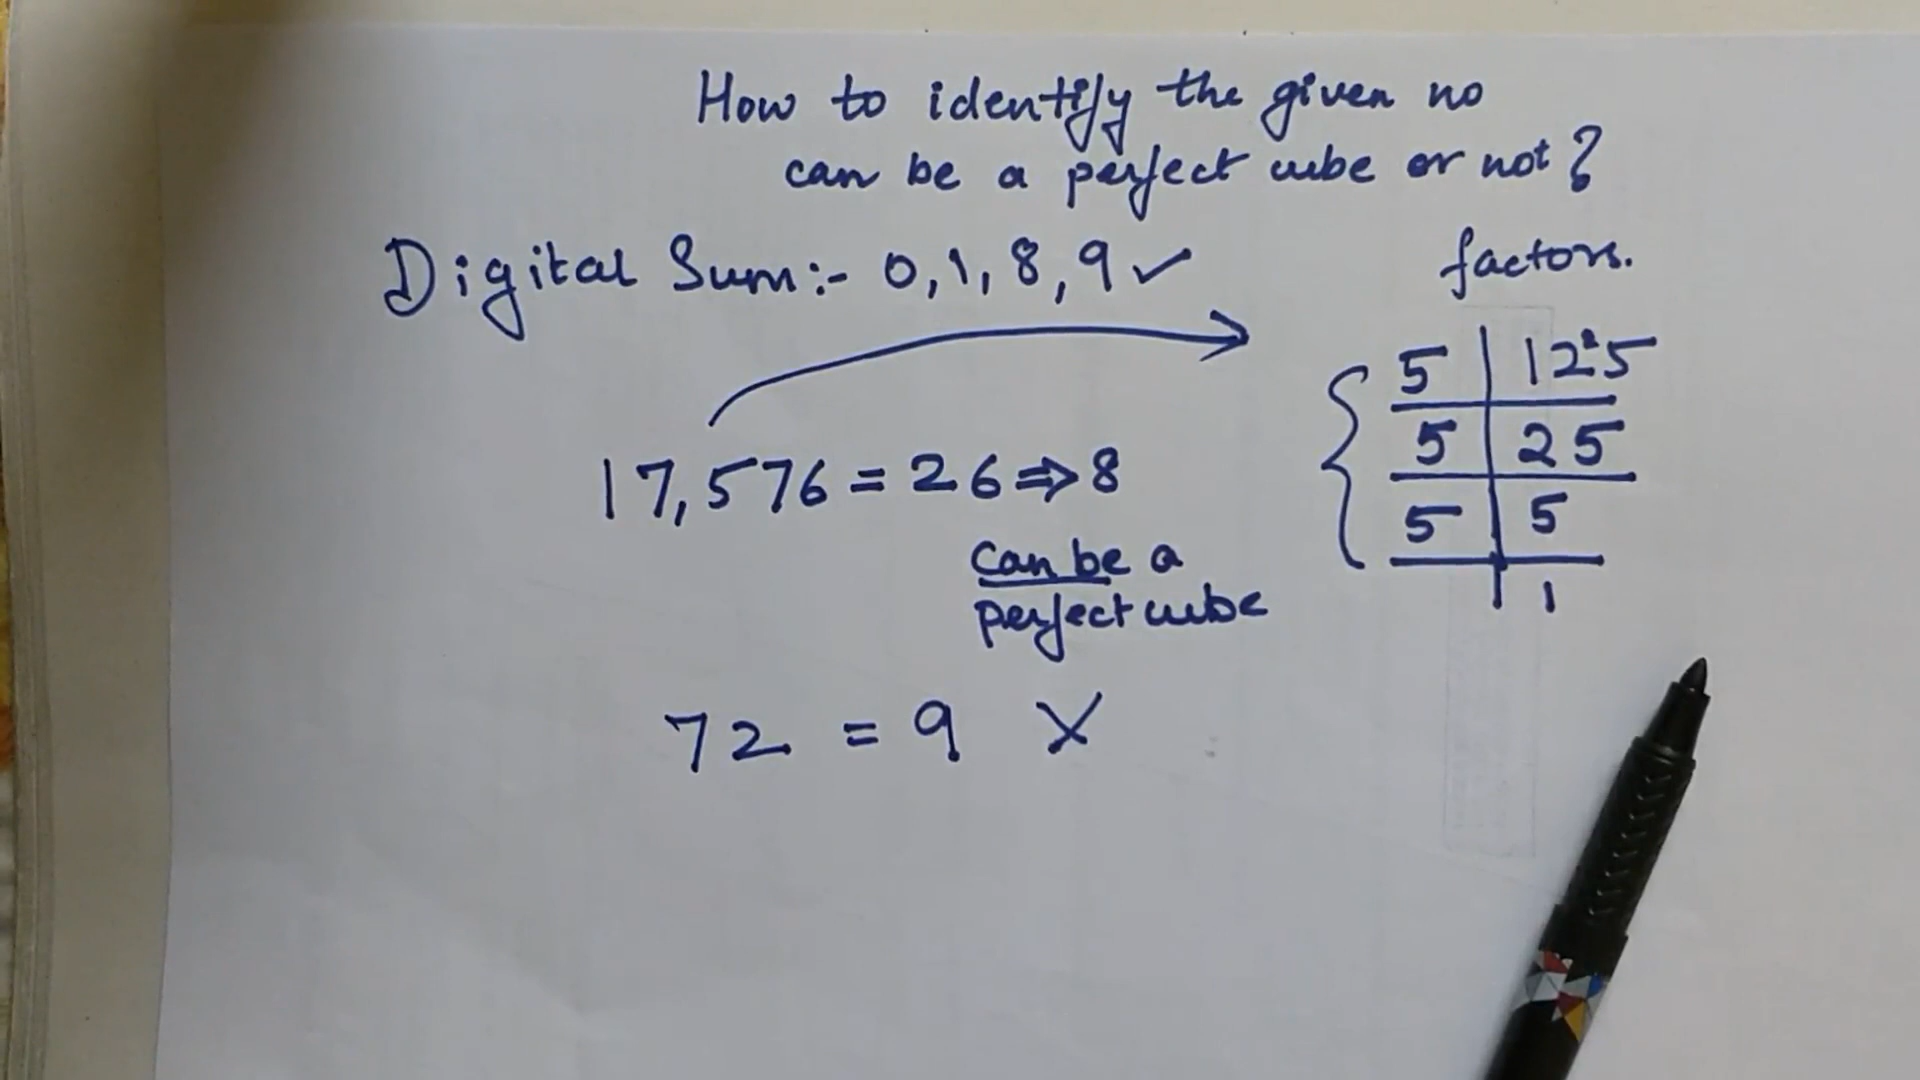 How to identify the given no
can be a perfect cube or not?
Digital Sum:- 0,1,8,9 ✓
factors.
5 | 125
5 | 25
5 | 5
1
17,576 = 26 ⇒ 8
can be a
perfect cube
72 = 9 X